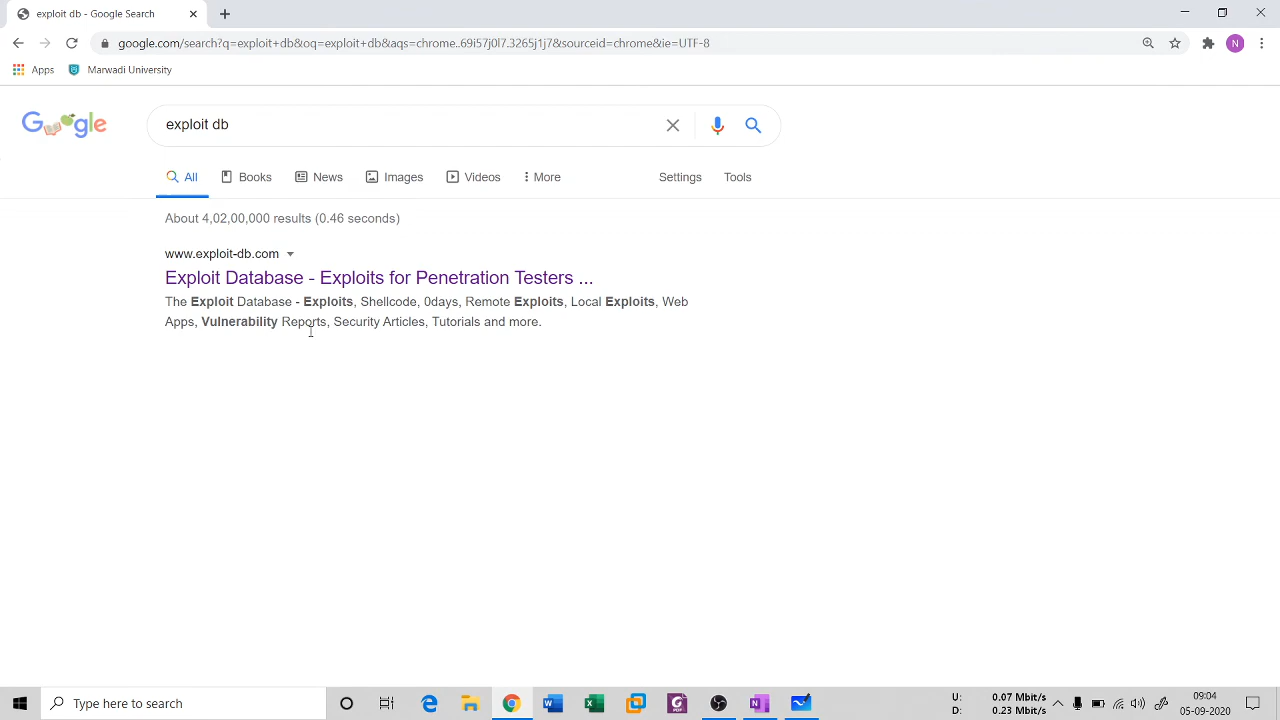 exploit db - Google Search
google.com/search?q=exploit+db&oq=exploit+db&aqs=chrome..69i57j0l7.3265j1j7&sourceid=chrome&ie=UTF-8
N
Apps
Marwadi University
Google
exploit db
All
Books
News
Images
Videos
More
Settings
Tools
About 4,02,00,000 results (0.46 seconds)
www.exploit-db.com
Exploit Database - Exploits for Penetration Testers ...
The Exploit Database - Exploits, Shellcode, 0days, Remote Exploits, Local Exploits, Web
Apps, Vulnerability Reports, Security Articles, Tutorials and more.
Type here to search
U: 0.07 Mbit/s
D: 0.23 Mbit/s
09:04
05-09-2020